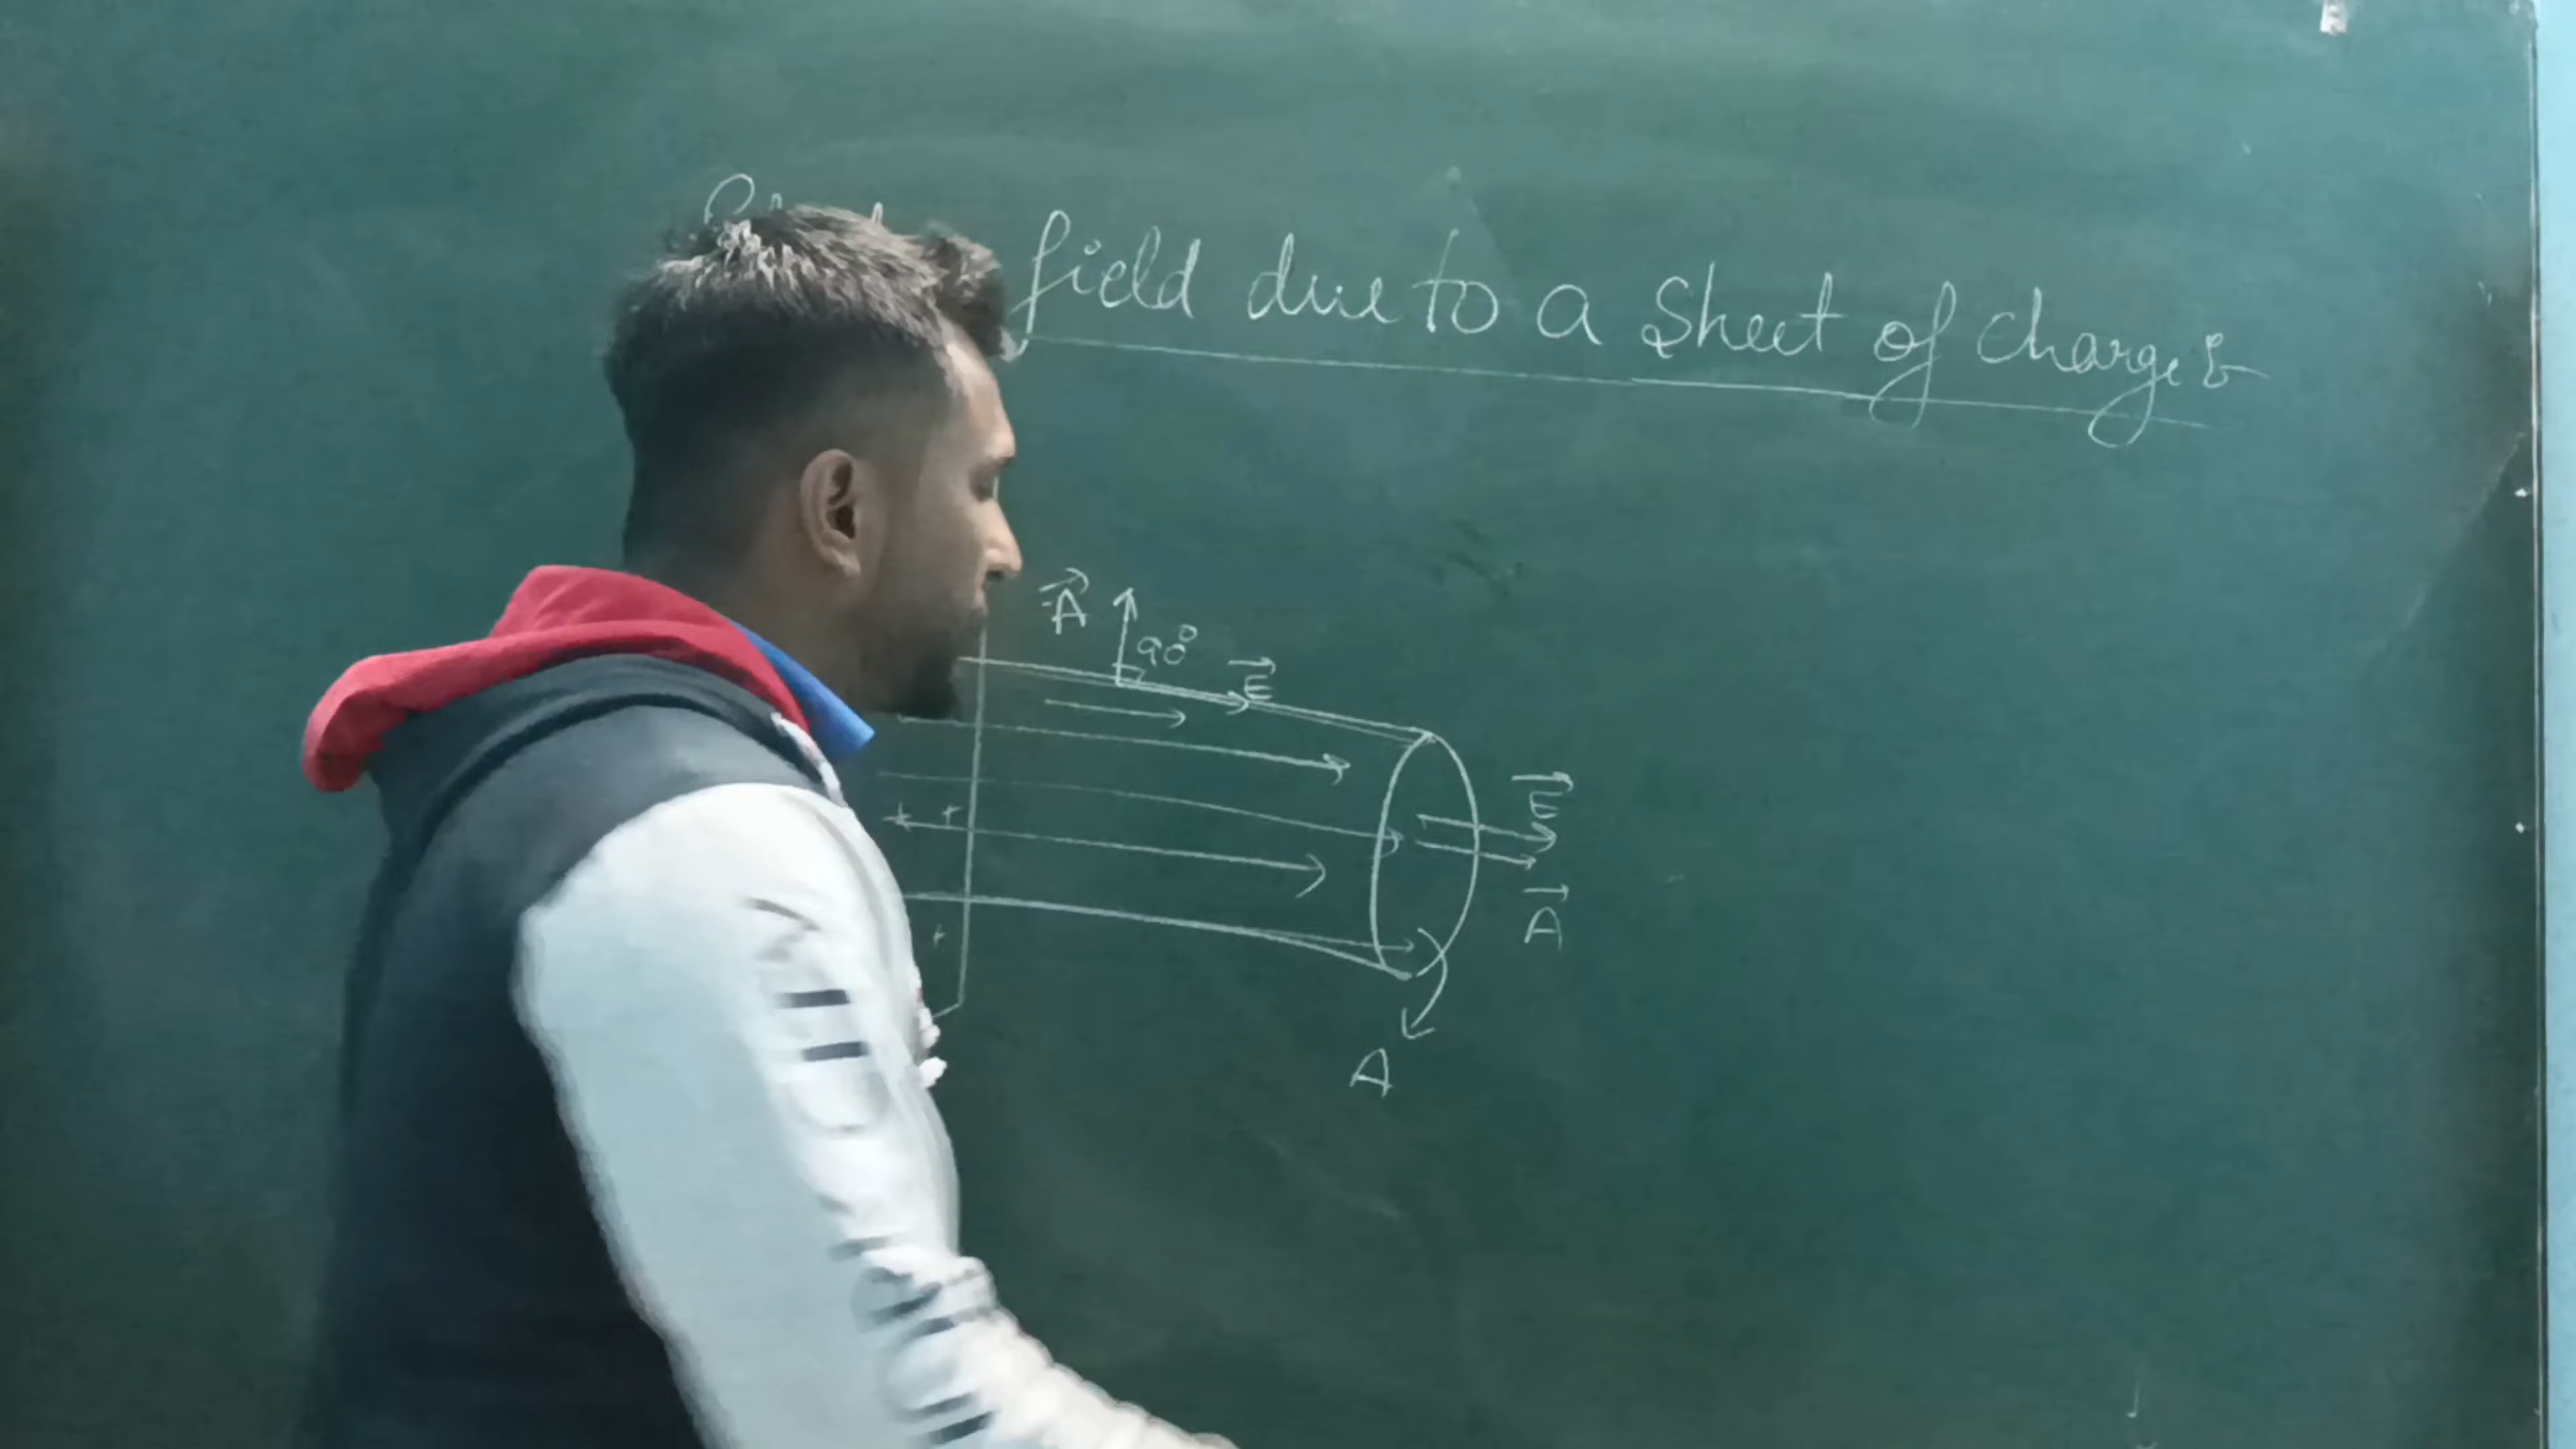 field due to a Sheet of charge :-
A
90°
E
+ +
E
+
A
A